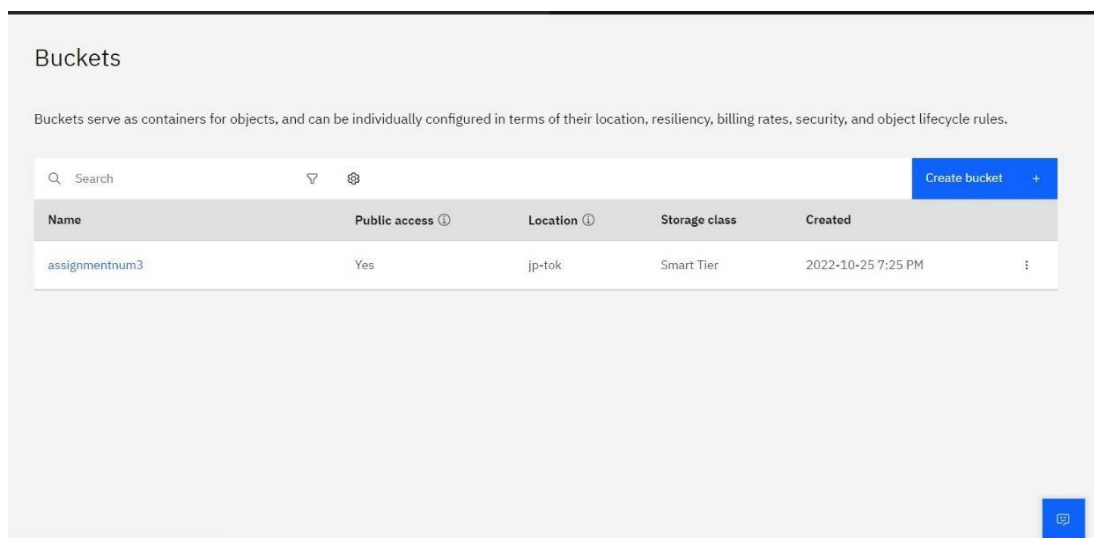 Buckets
Buckets serve as containers for objects, and can be individually configured in terms of their location, resiliency, billing rates, security, and object lifecycle rules.
Search Create bucket +
Name Public access Location Storage class Created
assignmentnum3 Yes jp-tok Smart Tier 2022-10-25 7:25 PM